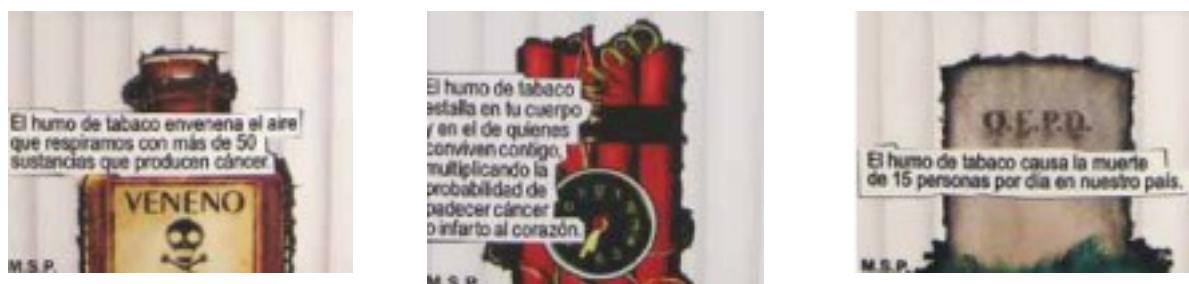 El humo de tabaco envenena el aire
que respiramos con más de 50
sustancias que producen cáncer.
VENENO
M.S.P.
El humo de tabaco
estalla en tu cuerpo
y en el de quienes
conviven contigo,
multiplicando la
probabilidad de
padecer cáncer
o infarto al corazón.
M.S.P.
Q.E.P.D.
El humo de tabaco causa la muerte
de 15 personas por día en nuestro país.
M.S.P.